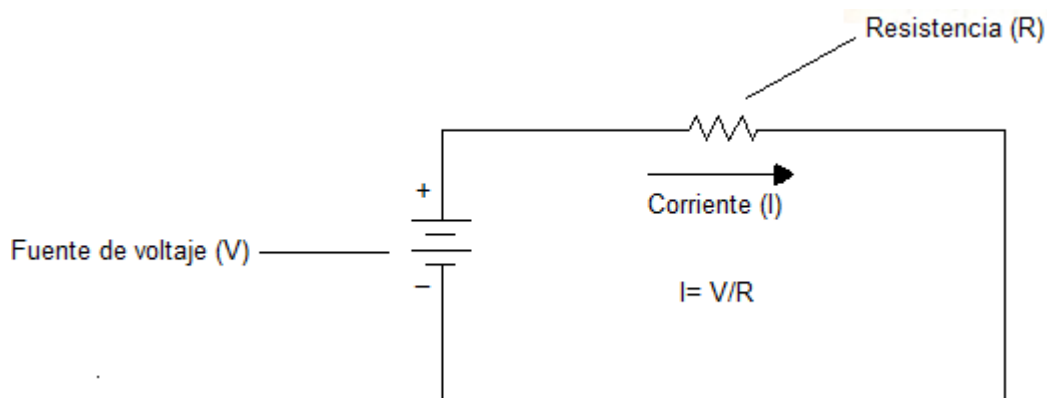 Resistencia (R)
+
Corriente (I)
Fuente de voltaje (V)
–
I= V/R